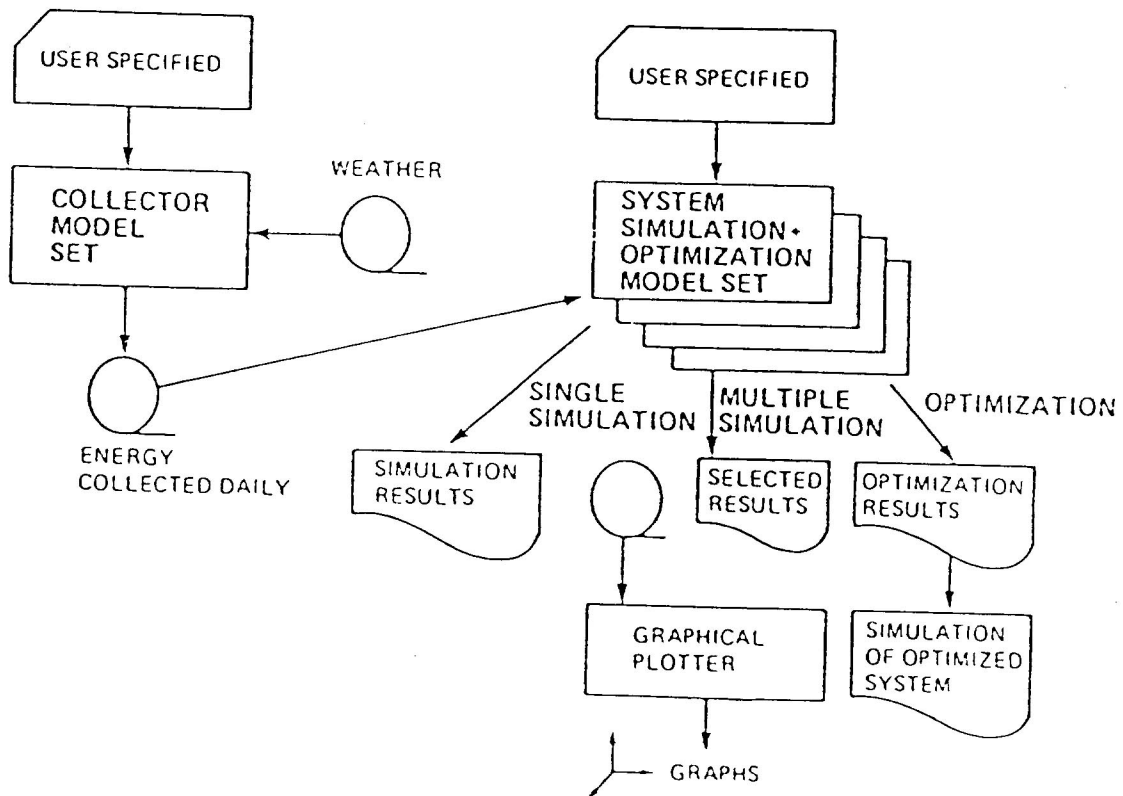 USER SPECIFIED
COLLECTOR
MODEL
SET
WEATHER
ENERGY
COLLECTED DAILY
USER SPECIFIED
SYSTEM
SIMULATION+
OPTIMIZATION
MODEL SET
SINGLE
SIMULATION
MULTIPLE
SIMULATION
OPTIMIZATION
SIMULATION
RESULTS
SELECTED
RESULTS
OPTIMIZATION
RESULTS
GRAPHICAL
PLOTTER
SIMULATION
OF OPTIMIZED
SYSTEM
GRAPHS